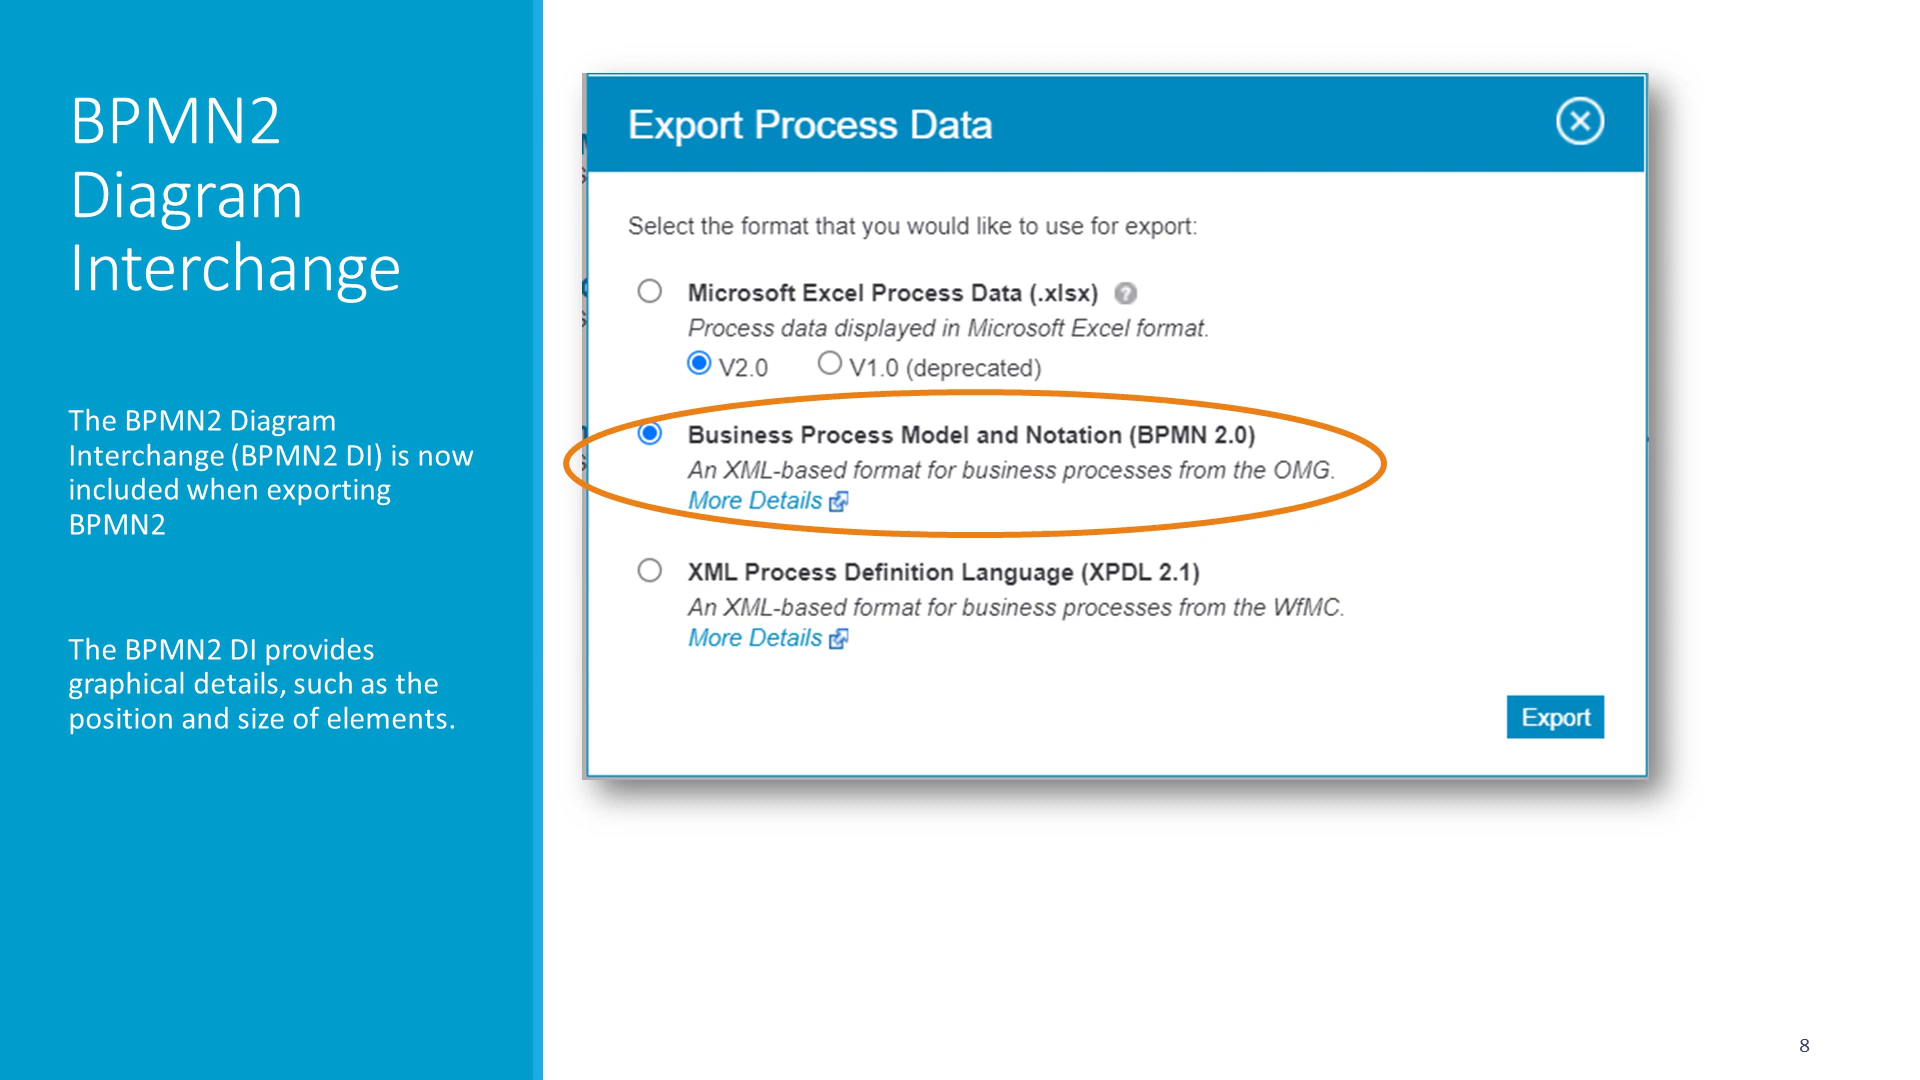 BPMN2
Diagram
Interchange
The BPMN2 Diagram
Interchange (BPMN2 DI) is now
included when exporting
BPMN2
The BPMN2 DI provides
graphical details, such as the
position and size of elements.
Export Process Data
Select the format that you would like to use for export:
Microsoft Excel Process Data (.xlsx) ?
Process data displayed in Microsoft Excel format.
V2.0 V1.0 (deprecated)
Business Process Model and Notation (BPMN 2.0)
An XML-based format for business processes from the OMG.
More Details
XML Process Definition Language (XPDL 2.1)
An XML-based format for business processes from the WfMC.
More Details
Export
8